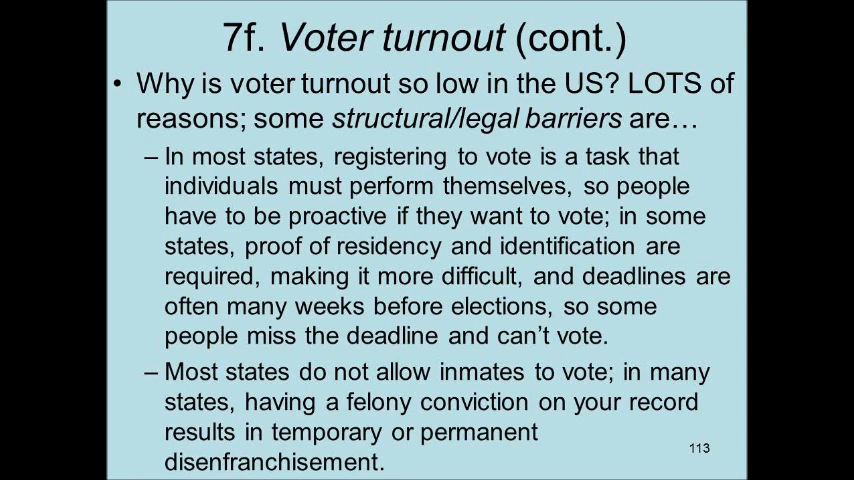 7f. Voter turnout (cont.)
• Why is voter turnout so low in the US? LOTS of
reasons; some structural/legal barriers are…
– In most states, registering to vote is a task that
individuals must perform themselves, so people
have to be proactive if they want to vote; in some
states, proof of residency and identification are
required, making it more difficult, and deadlines are
often many weeks before elections, so some
people miss the deadline and can’t vote.
– Most states do not allow inmates to vote; in many
states, having a felony conviction on your record
results in temporary or permanent
disenfranchisement.
113